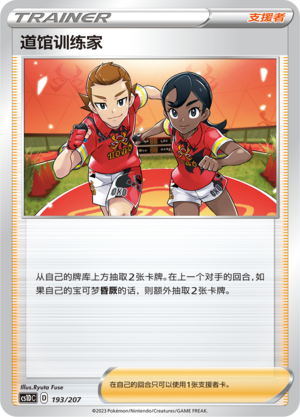 TRAINER
支援者
道馆训练家
从自己的牌库上方抽取2张卡牌。在上一个对手的回合,如
果自己的宝可梦昏厥的话,则额外抽取2张卡牌。
Illus.Ryuta Fuse
CS1D C D 193/207
在自己的回合只可以使用1张支援者卡。
©2023 Pokémon/Nintendo/Creatures/GAME FREAK.